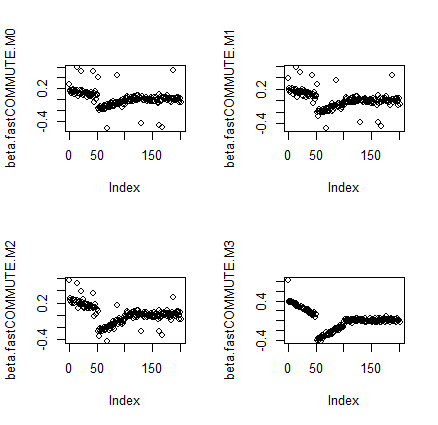 beta.fastCOMMUTE.M0
0.2
-0.4
0
50
150
Index
beta.fastCOMMUTE.M1
0.2
-0.4
0
50
150
Index
beta.fastCOMMUTE.M2
0.2
-0.4
0
50
150
Index
beta.fastCOMMUTE.M3
0.4
-0.4
0
50
150
Index